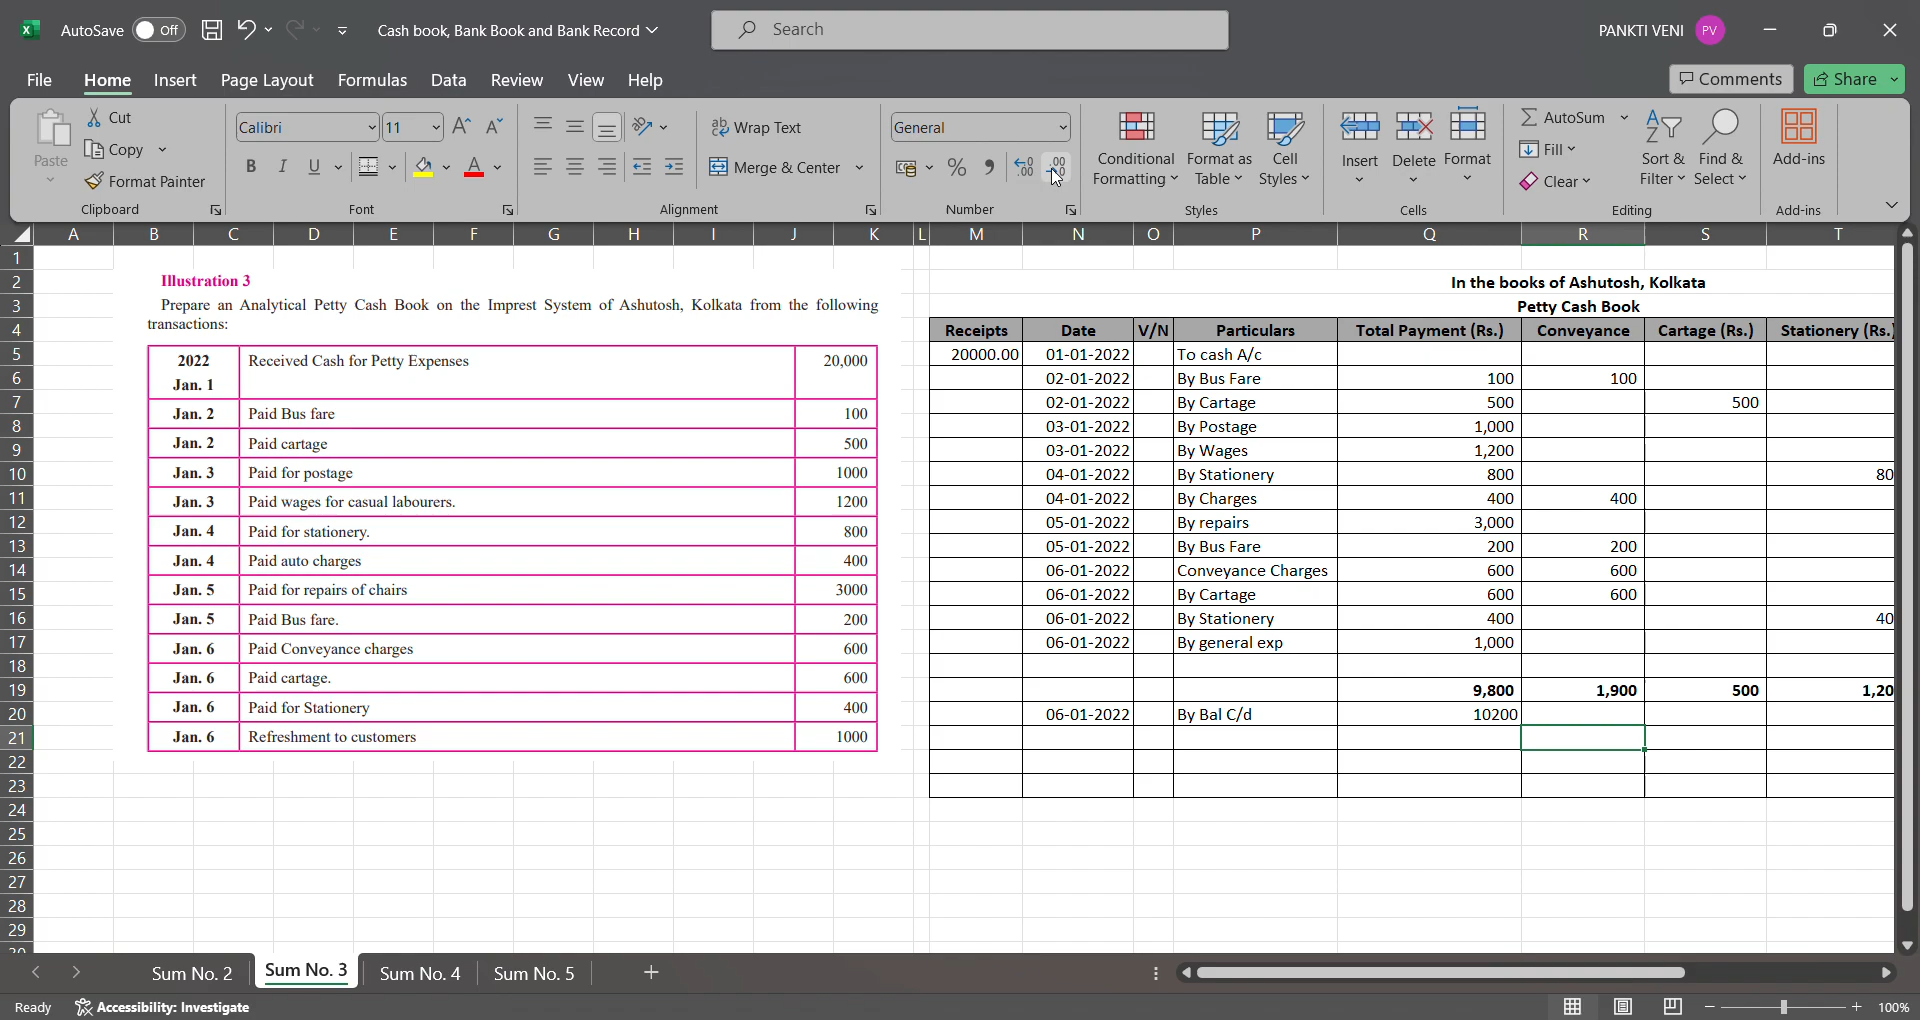 AutoSave Off Cash book, Bank Book and Bank Record Search PANKTI VENI PV
File Home Insert Page Layout Formulas Data Review View Help Comments Share
Paste Cut Copy Format Painter Clipboard
Calibri 11 B I U A Font
ab Wrap Text Merge & Center Alignment
General % Number
Conditional Formatting Format as Table Cell Styles Styles
Insert Delete Format Cells
AutoSum Fill Clear Sort & Filter Find & Select Editing
Add-ins Add-ins
A B C D E F G H I J K L M N O P Q R S T
1
2
3
4
5
6
7
8
9
10
11
12
13
14
15
16
17
18
19
20
21
22
23
24
25
26
27
28
29
30
Illustration 3
Prepare an Analytical Petty Cash Book on the Imprest System of Ashutosh, Kolkata from the following
transactions:
2022 Received Cash for Petty Expenses 20,000
Jan. 1
Jan. 2 Paid Bus fare 100
Jan. 2 Paid cartage 500
Jan. 3 Paid for postage 1000
Jan. 3 Paid wages for casual labourers. 1200
Jan. 4 Paid for stationery. 800
Jan. 4 Paid auto charges 400
Jan. 5 Paid for repairs of chairs 3000
Jan. 5 Paid Bus fare. 200
Jan. 6 Paid Conveyance charges 600
Jan. 6 Paid cartage. 600
Jan. 6 Paid for Stationery 400
Jan. 6 Refreshment to customers 1000
In the books of Ashutosh, Kolkata
Petty Cash Book
Receipts Date V/N Particulars Total Payment (Rs.) Conveyance Cartage (Rs.) Stationery (Rs.)
20000.00 01-01-2022 To cash A/c
02-01-2022 By Bus Fare 100 100
02-01-2022 By Cartage 500 500
03-01-2022 By Postage 1,000
03-01-2022 By Wages 1,200
04-01-2022 By Stationery 800 80
04-01-2022 By Charges 400 400
05-01-2022 By repairs 3,000
05-01-2022 By Bus Fare 200 200
06-01-2022 Conveyance Charges 600 600
06-01-2022 By Cartage 600 600
06-01-2022 By Stationery 400 40
06-01-2022 By general exp 1,000
9,800 1,900 500 1,20
06-01-2022 By Bal C/d 10200
Sum No. 2 Sum No. 3 Sum No. 4 Sum No. 5
Ready Accessibility: Investigate 100%